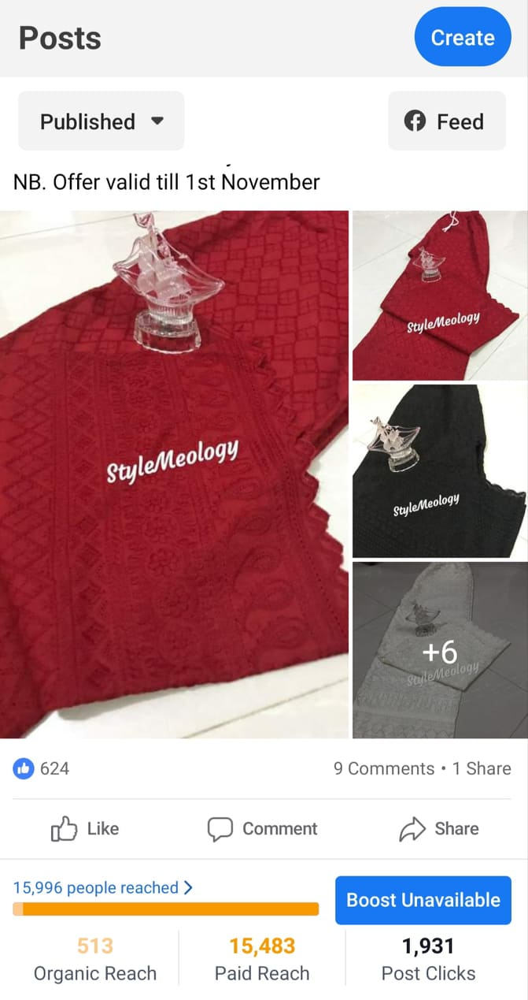 Posts
Create
Published
Feed
NB. Offer valid till 1st November
StyleMeology
StyleMeology
StyleMeology
+6
StyleMeology
624
9 Comments • 1 Share
Like
Comment
Share
15,996 people reached
Boost Unavailable
513
Organic Reach
15,483
Paid Reach
1,931
Post Clicks